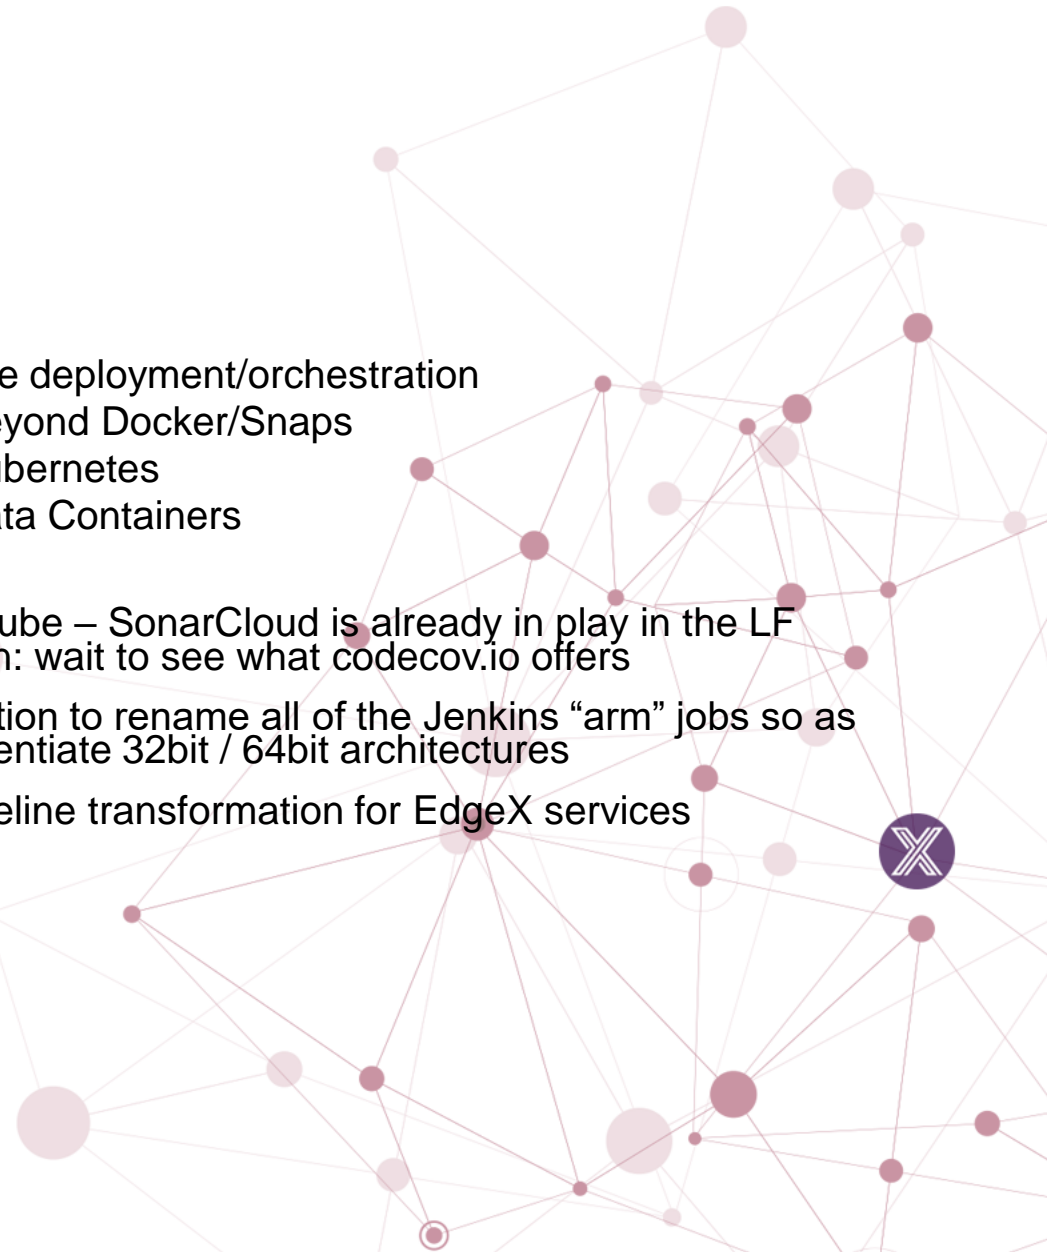 e deployment/orchestration
eyond Docker/Snaps
ubernetes
ata Containers
ube – SonarCloud is already in play in the LF
n: wait to see what codecov.io offers
tion to rename all of the Jenkins “arm” jobs so as
entiate 32bit / 64bit architectures
eline transformation for EdgeX services